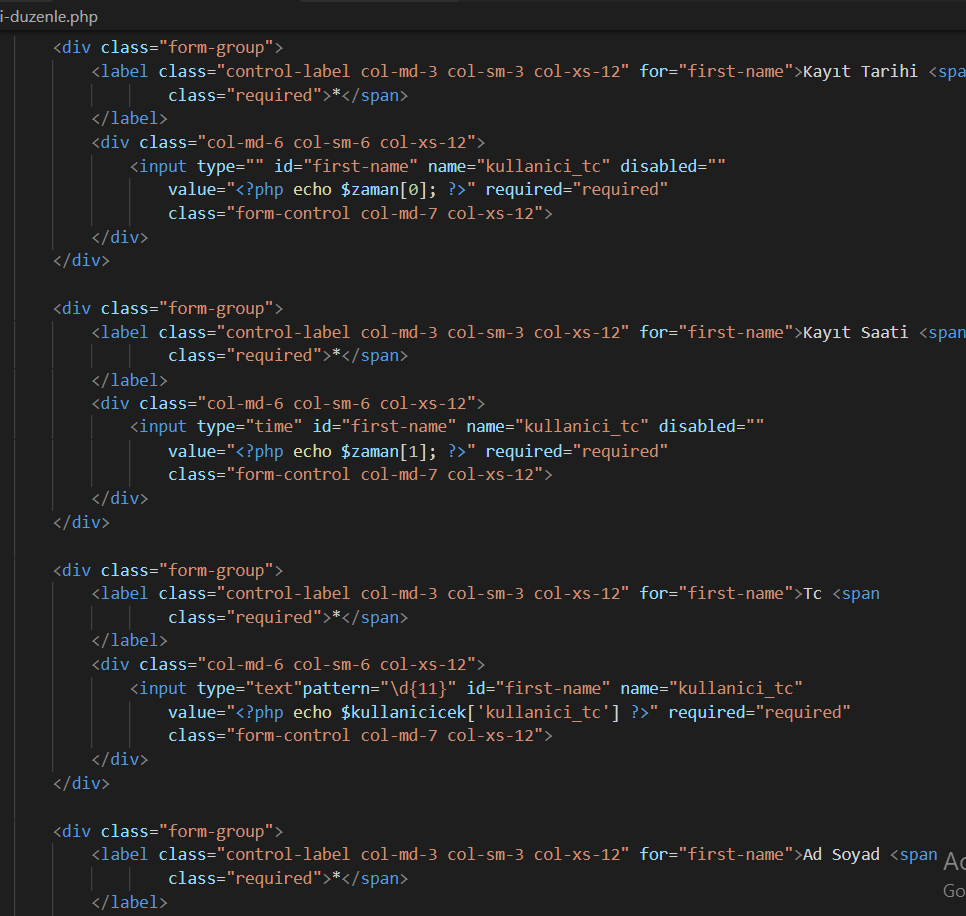 i-duzenle.php
<div class="form-group">
<label class="control-label col-md-3 col-sm-3 col-xs-12" for="first-name">Kayıt Tarihi <spa
class="required">*</span>
</label>
<div class="col-md-6 col-sm-6 col-xs-12">
<input type="" id="first-name" name="kullanici_tc" disabled=""
value="<?php echo $zaman[0]; ?>" required="required"
class="form-control col-md-7 col-xs-12">
</div>
</div>
<div class="form-group">
<label class="control-label col-md-3 col-sm-3 col-xs-12" for="first-name">Kayıt Saati <span
class="required">*</span>
</label>
<div class="col-md-6 col-sm-6 col-xs-12">
<input type="time" id="first-name" name="kullanici_tc" disabled=""
value="<?php echo $zaman[1]; ?>" required="required"
class="form-control col-md-7 col-xs-12">
</div>
</div>
<div class="form-group">
<label class="control-label col-md-3 col-sm-3 col-xs-12" for="first-name">Tc <span
class="required">*</span>
</label>
<div class="col-md-6 col-sm-6 col-xs-12">
<input type="text"pattern="\d{11}" id="first-name" name="kullanici_tc"
value="<?php echo $kullanicicek['kullanici_tc'] ?>" required="required"
class="form-control col-md-7 col-xs-12">
</div>
</div>
<div class="form-group">
<label class="control-label col-md-3 col-sm-3 col-xs-12" for="first-name">Ad Soyad <span
class="required">*</span>
</label>
Ac
Go